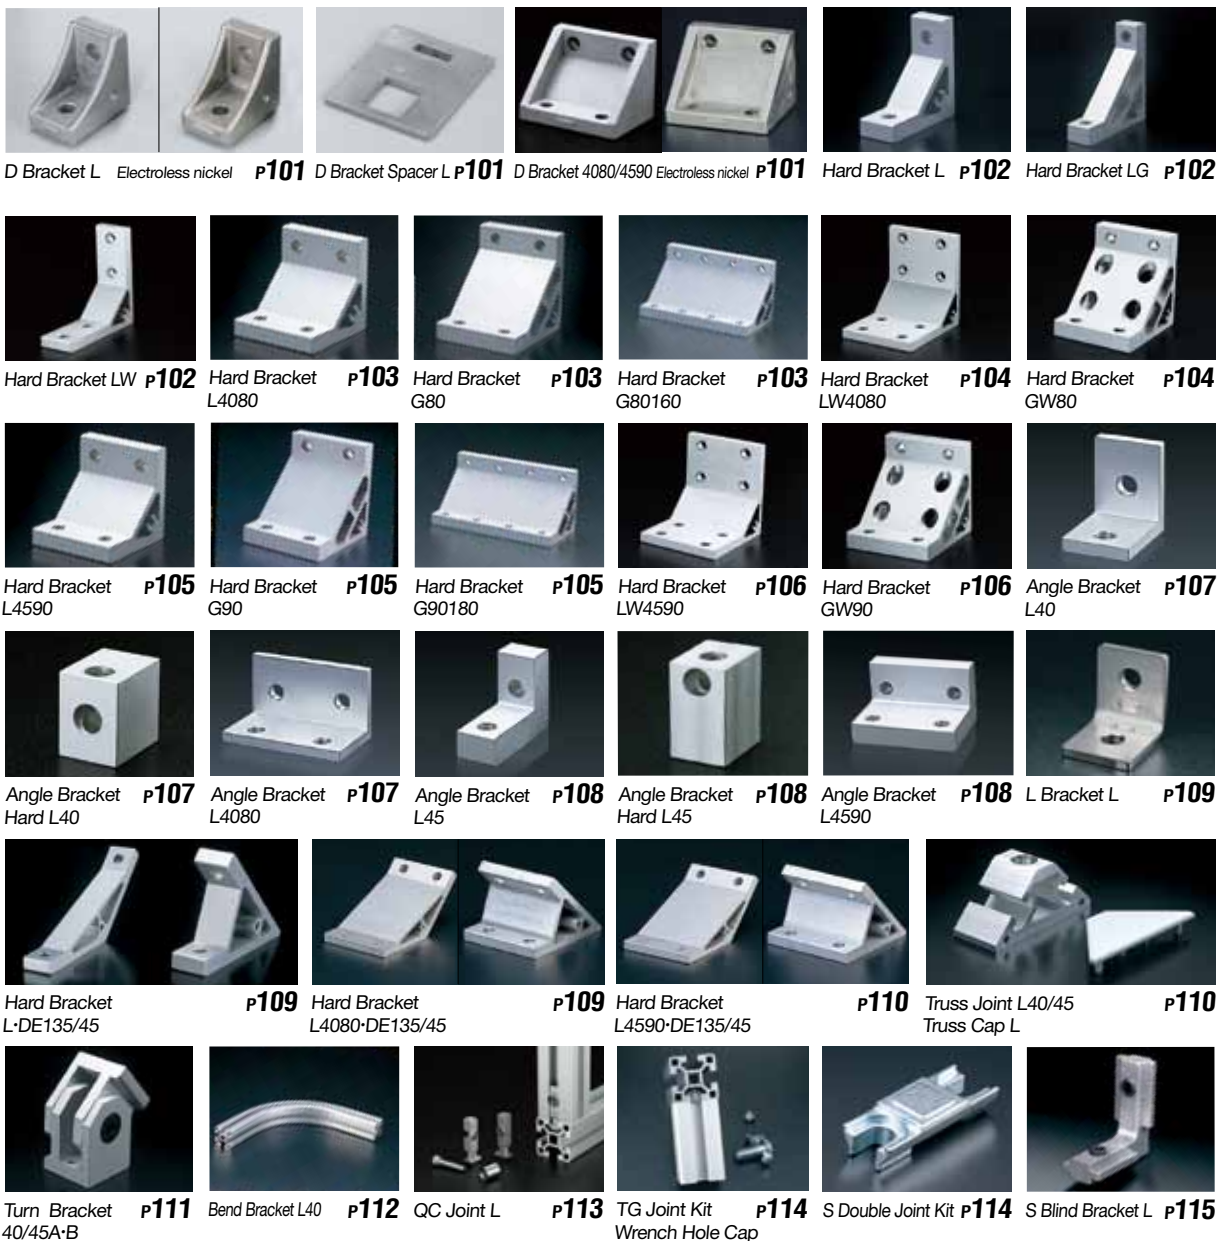 D Bracket L Electroless nickel P101 D Bracket Spacer L P101 D Bracket 4080/4590 Electroless nickel P101 Hard Bracket L P102 Hard Bracket LG P102
Hard Bracket LW P102
Hard Bracket P103
L4080
Hard Bracket P103
G80
Hard Bracket P103
G80160
Hard Bracket P104
LW4080
Hard Bracket P104
GW80
Hard Bracket P105
L4590
Hard Bracket P105
G90
Hard Bracket P105
G90180
Hard Bracket P106
LW4590
Hard Bracket P106
GW90
Angle Bracket P107
L40
Angle Bracket P107
Hard L40
Angle Bracket P107
L4080
Angle Bracket P108
L45
Angle Bracket P108
Hard L45
Angle Bracket P108
L4590
L Bracket L P109
Hard Bracket P109
L·DE135/45
Hard Bracket P109
L4080·DE135/45
Hard Bracket P110
L4590·DE135/45
Truss Joint L40/45 P110
Truss Cap L
Turn Bracket P111
40/45A·B
Bend Bracket L40 P112
QC Joint L P113
TG Joint Kit P114
Wrench Hole Cap
S Double Joint Kit P114
S Blind Bracket L P115